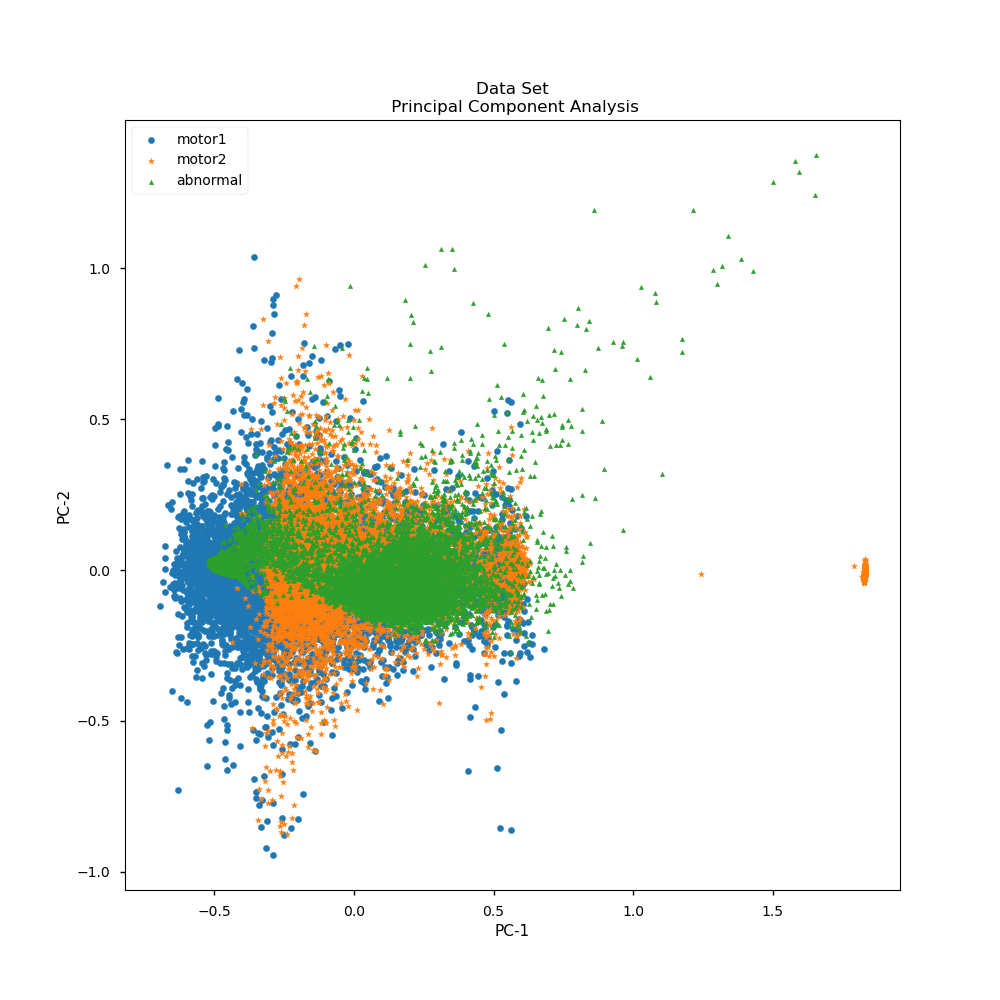 Data Set
Principal Component Analysis
motor1
motor2
abnormal
1.0
0.5
0.0
−0.5
−1.0
PC-2
−0.5
0.0
0.5
1.0
1.5
PC-1